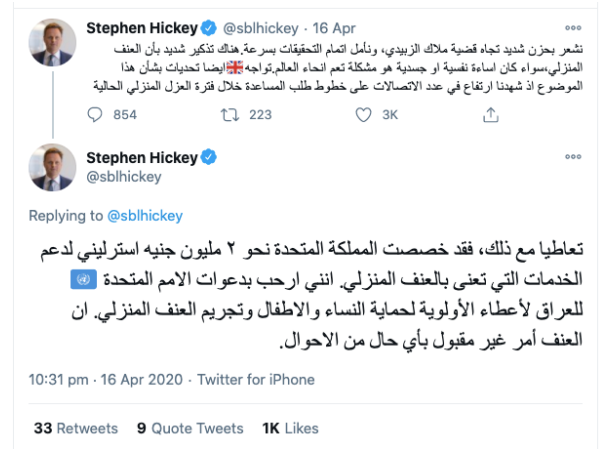 Stephen Hickey @sblhickey · 16 Apr
نشعر بحزن شديد تجاه قضية ملاك الزبيدي، ونأمل اتمام التحقيقات بسرعة.هناك تذكير شديد بأن العنف
المنزلي،سواء كان اساءة نفسية او جسدية هو مشكلة تعم انحاء العالم.تواجه🇬🇧ايضا تحديات بشأن هذا
الموضوع اذ شهدنا ارتفاع في عدد الاتصالات على خطوط طلب المساعدة خلال فترة العزل المنزلي الحالية
854 223 3K
Stephen Hickey
@sblhickey
Replying to @sblhickey
تعاطيا مع ذلك، فقد خصصت المملكة المتحدة نحو ٢ مليون جنيه استرليني لدعم
الخدمات التي تعنى بالعنف المنزلي. انني ارحب بدعوات الامم المتحدة 🇺🇳
للعراق لأعطاء الأولوية لحماية النساء والاطفال وتجريم العنف المنزلي. ان
العنف أمر غير مقبول بأي حال من الاحوال.
10:31 pm · 16 Apr 2020 · Twitter for iPhone
33 Retweets 9 Quote Tweets 1K Likes